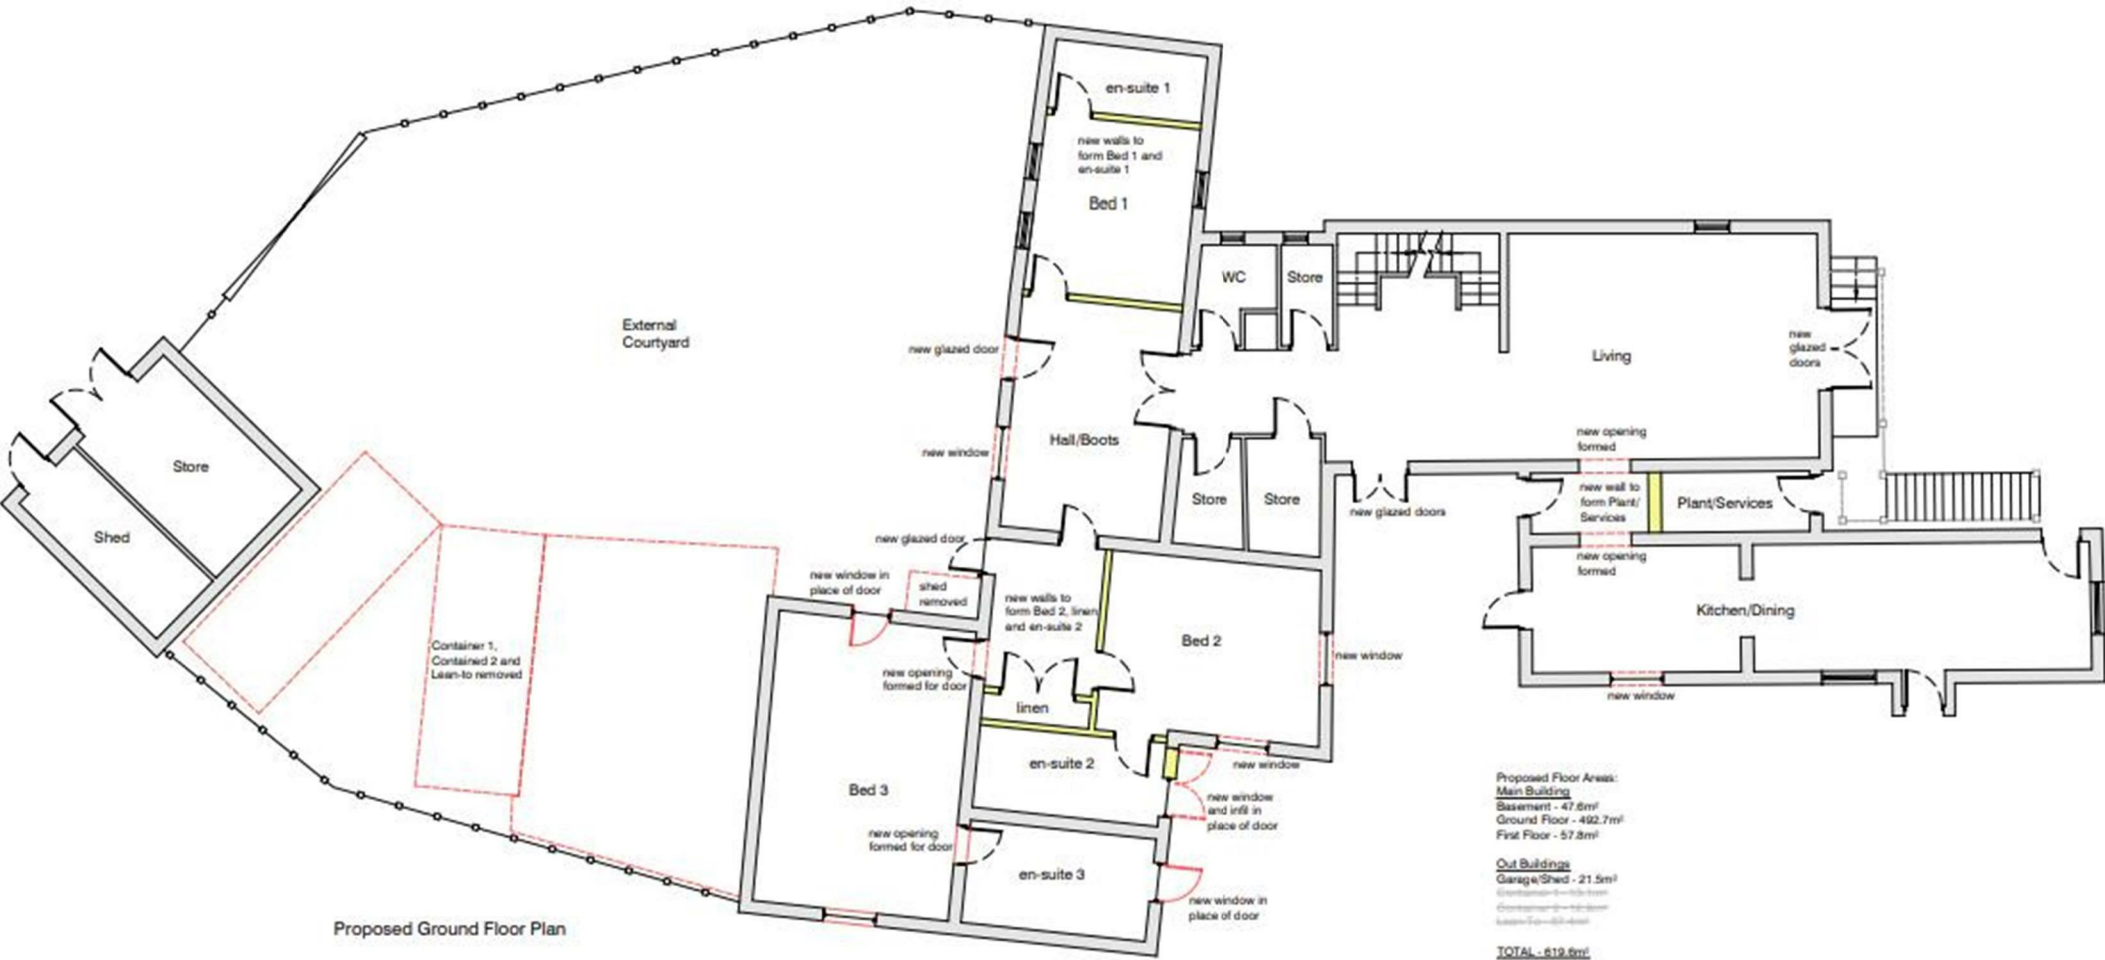 en-suite 1
new walls to
form Bed 1 and
en-suite 1
Bed 1
WC
Store
External
Courtyard
new glazed door
Living
new
glazed
doors
Hall/Boots
new window
new opening
formed
Store
Shed
Store
Store
new glazed doors
new wall to
form Plant/
Services
Plant/Services
new glazed door
new opening
formed
new window in
place of door
shed
removed
new walls to
form Bed 2, linen
and en-suite 2
Bed 2
Kitchen/Dining
Container 1,
Contained 2 and
Lean-to removed
new window
new opening
formed for door
linen
new window
en-suite 2
new window
Bed 3
new window
and infill in
place of door
new opening
formed for door
en-suite 3
new window in
place of door
Proposed Ground Floor Plan
Proposed Floor Areas:
Main Building
Basement - 47.6m²
Ground Floor - 492.7m²
First Floor - 57.8m²
Out Buildings
Garage/Shed - 21.5m²
TOTAL - 619.6m²